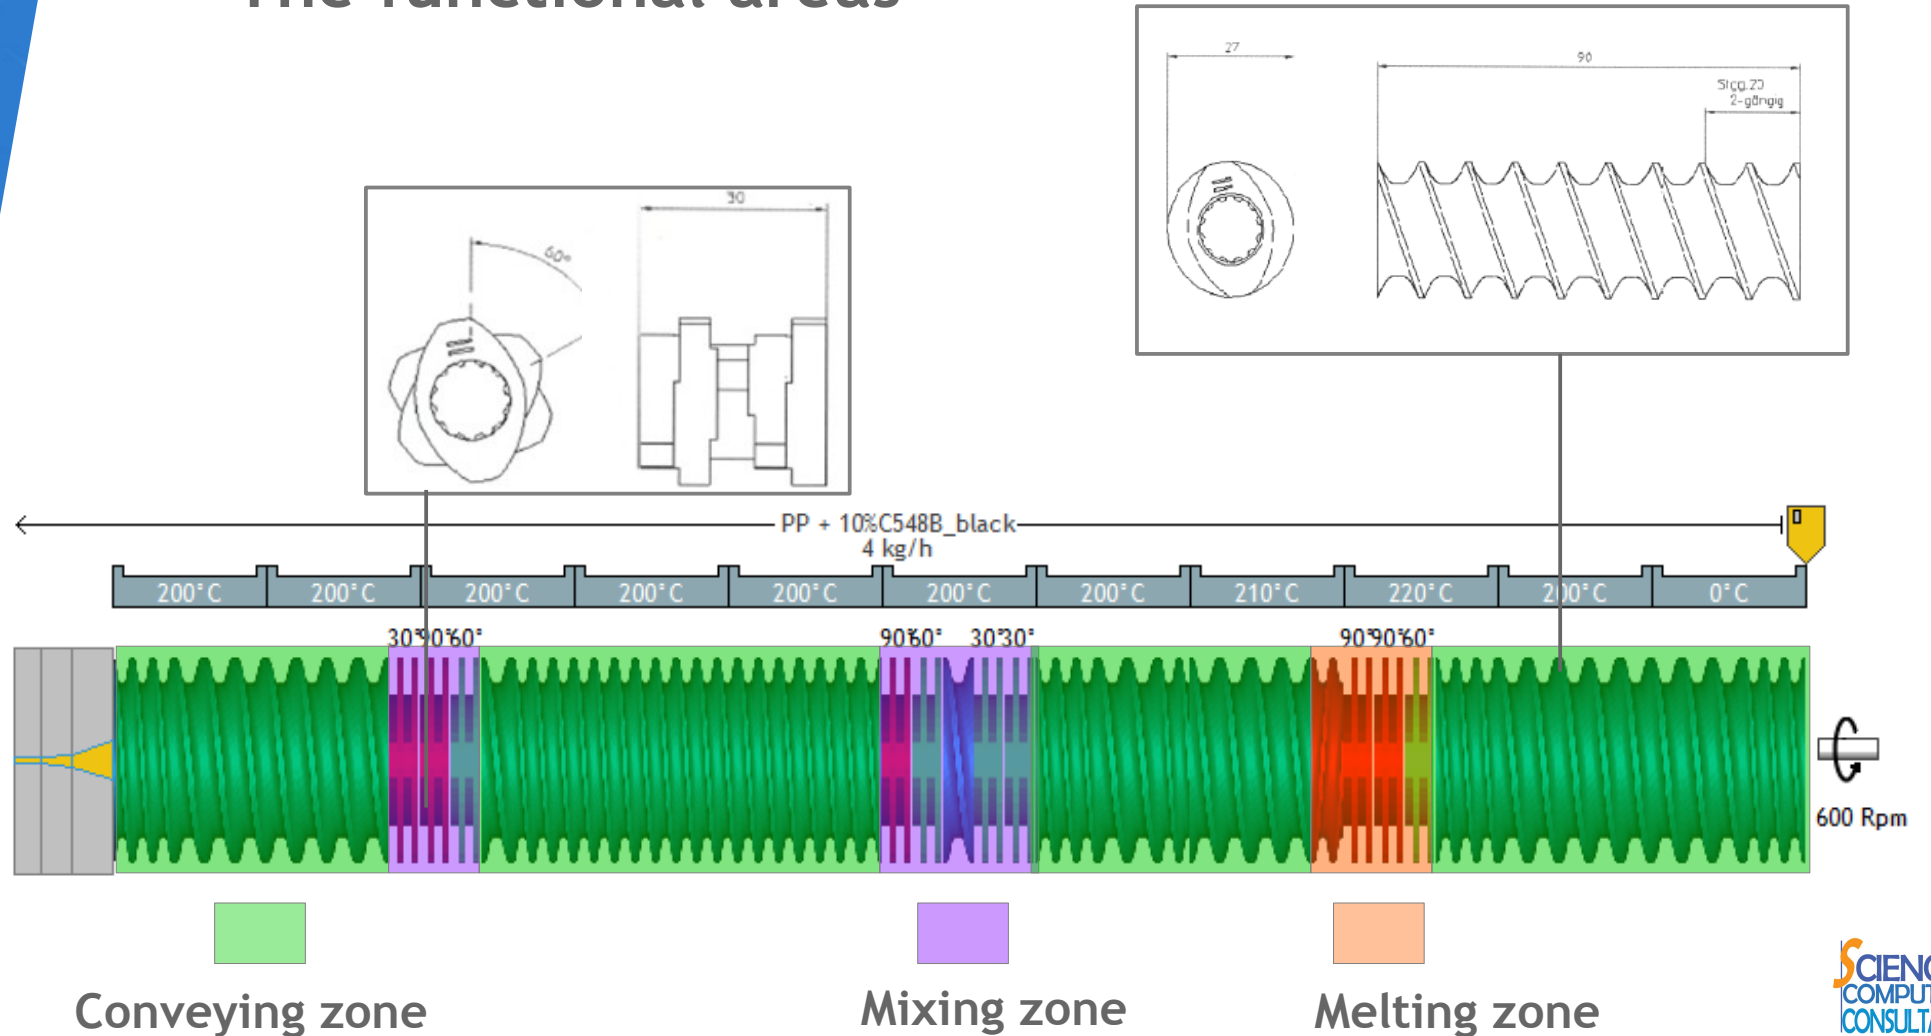 The functional areas
27
90
Stgg.20
2-gängig
30
60°
PP + 10%C548B_black
4 kg/h
200°C 200°C 200°C 200°C 200°C 200°C 200°C 210°C 220°C 200°C 0°C
30°90°60° 90°60° 30°30° 90°90°60°
600 Rpm
Conveying zone
Mixing zone
Melting zone
SCIENC
COMPUT
CONSULTA